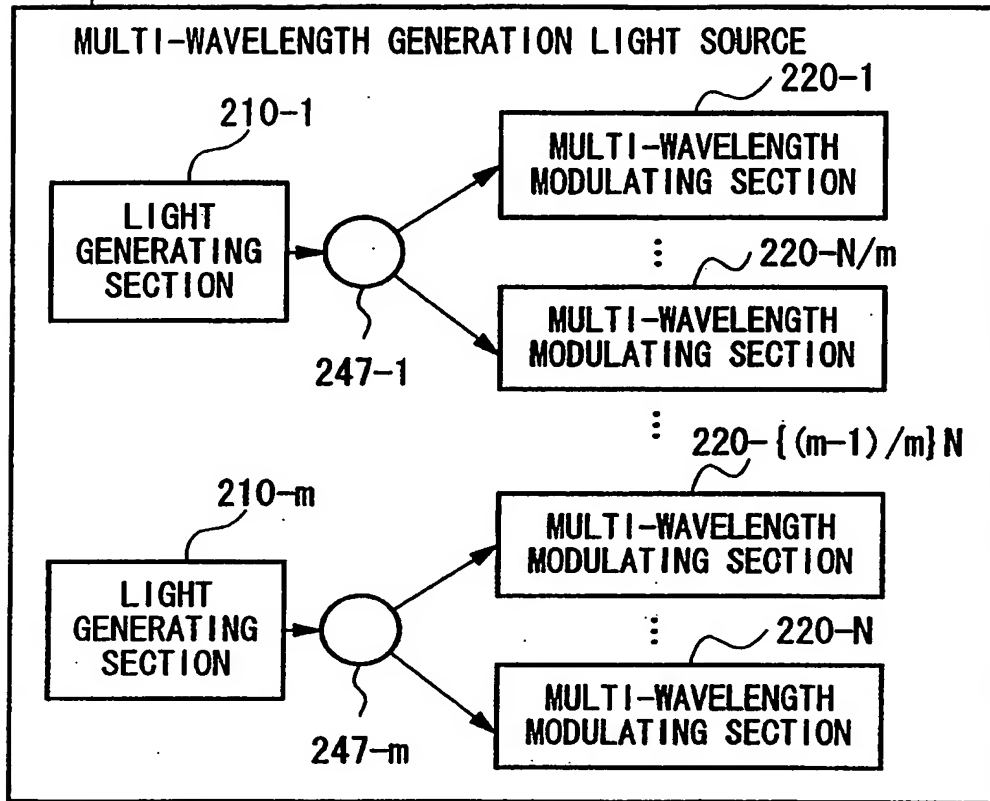 MULTI-WAVELENGTH GENERATION LIGHT SOURCE
220-1
210-1
MULTI-WAVELENGTH
MODULATING SECTION
LIGHT
GENERATING
SECTION
⋮
220-N/m
MULTI-WAVELENGTH
MODULATING SECTION
247-1
⋮
220-{(m-1)/m}N
210-m
MULTI-WAVELENGTH
MODULATING SECTION
LIGHT
GENERATING
SECTION
⋮
220-N
MULTI-WAVELENGTH
MODULATING SECTION
247-m